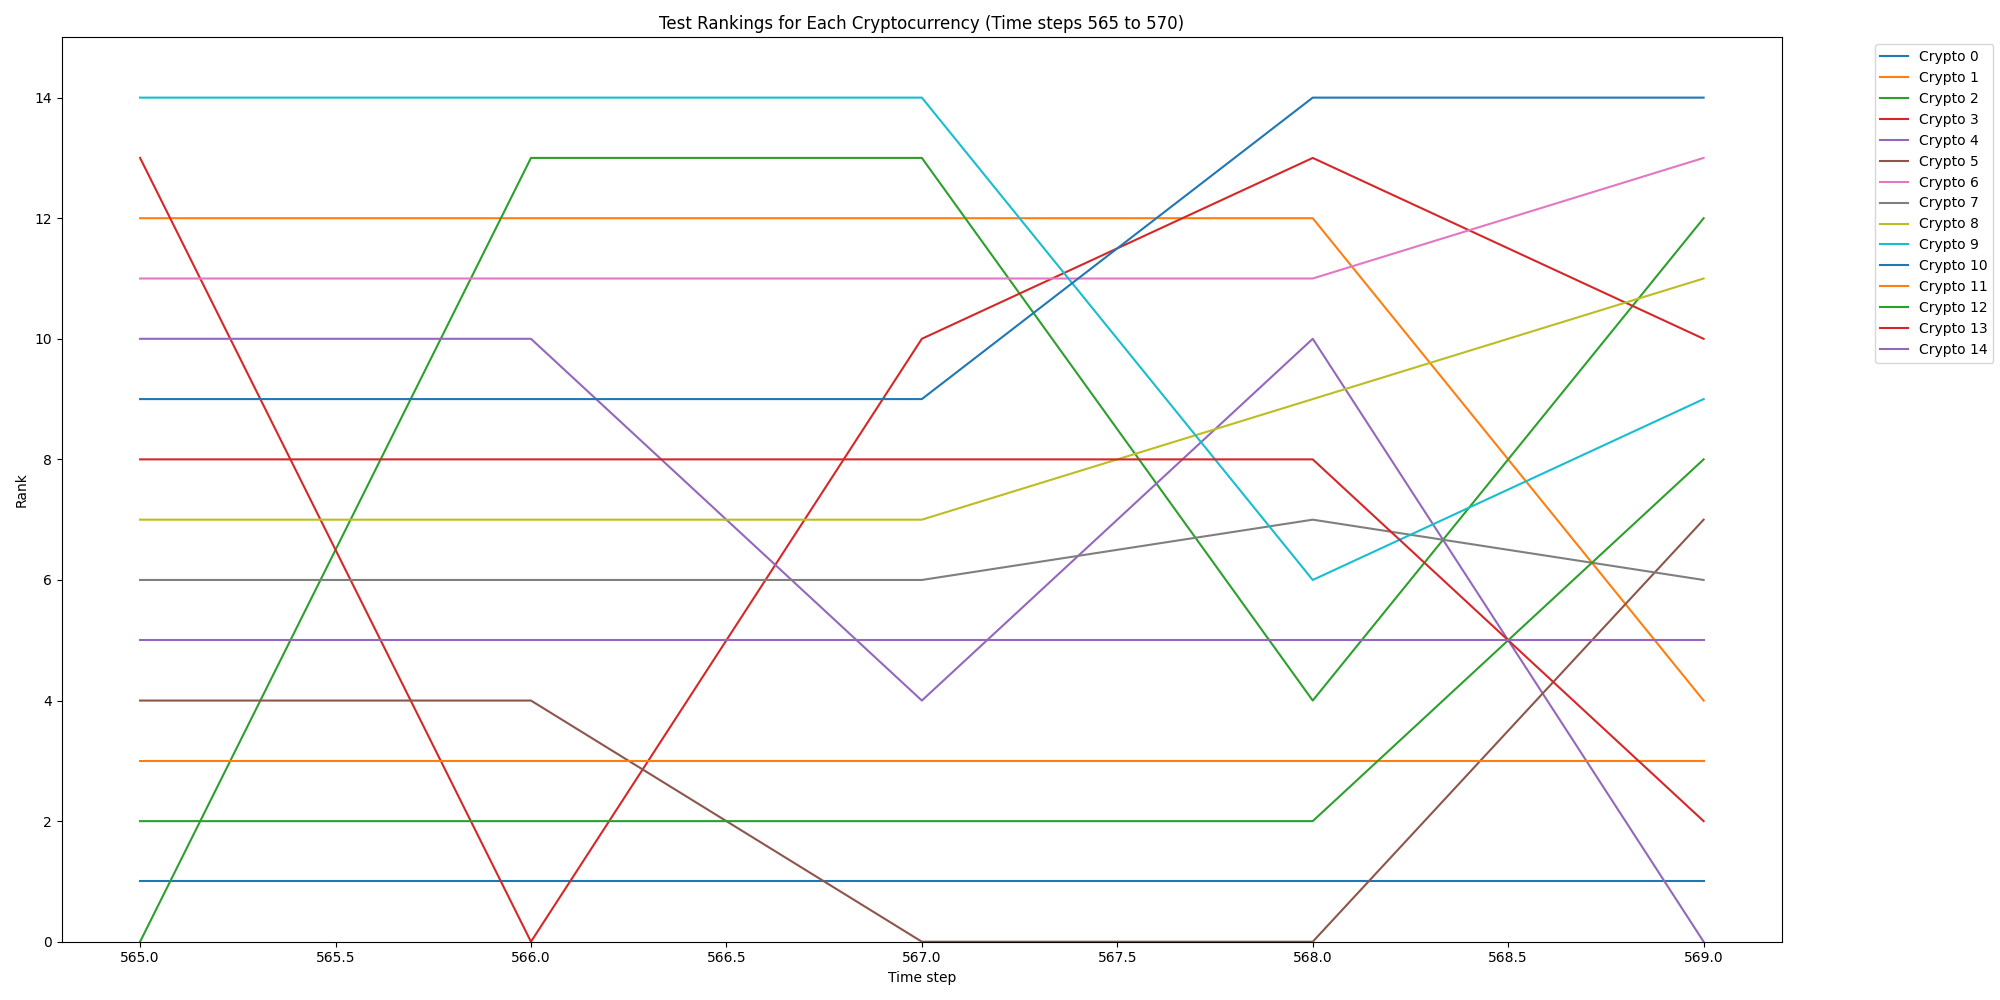 Test Rankings for Each Cryptocurrency (Time steps 565 to 570)
Rank
14
12
10
8
6
4
2
0
565.0
565.5
566.0
566.5
567.0
567.5
568.0
568.5
569.0
Time step
Crypto 0
Crypto 1
Crypto 2
Crypto 3
Crypto 4
Crypto 5
Crypto 6
Crypto 7
Crypto 8
Crypto 9
Crypto 10
Crypto 11
Crypto 12
Crypto 13
Crypto 14